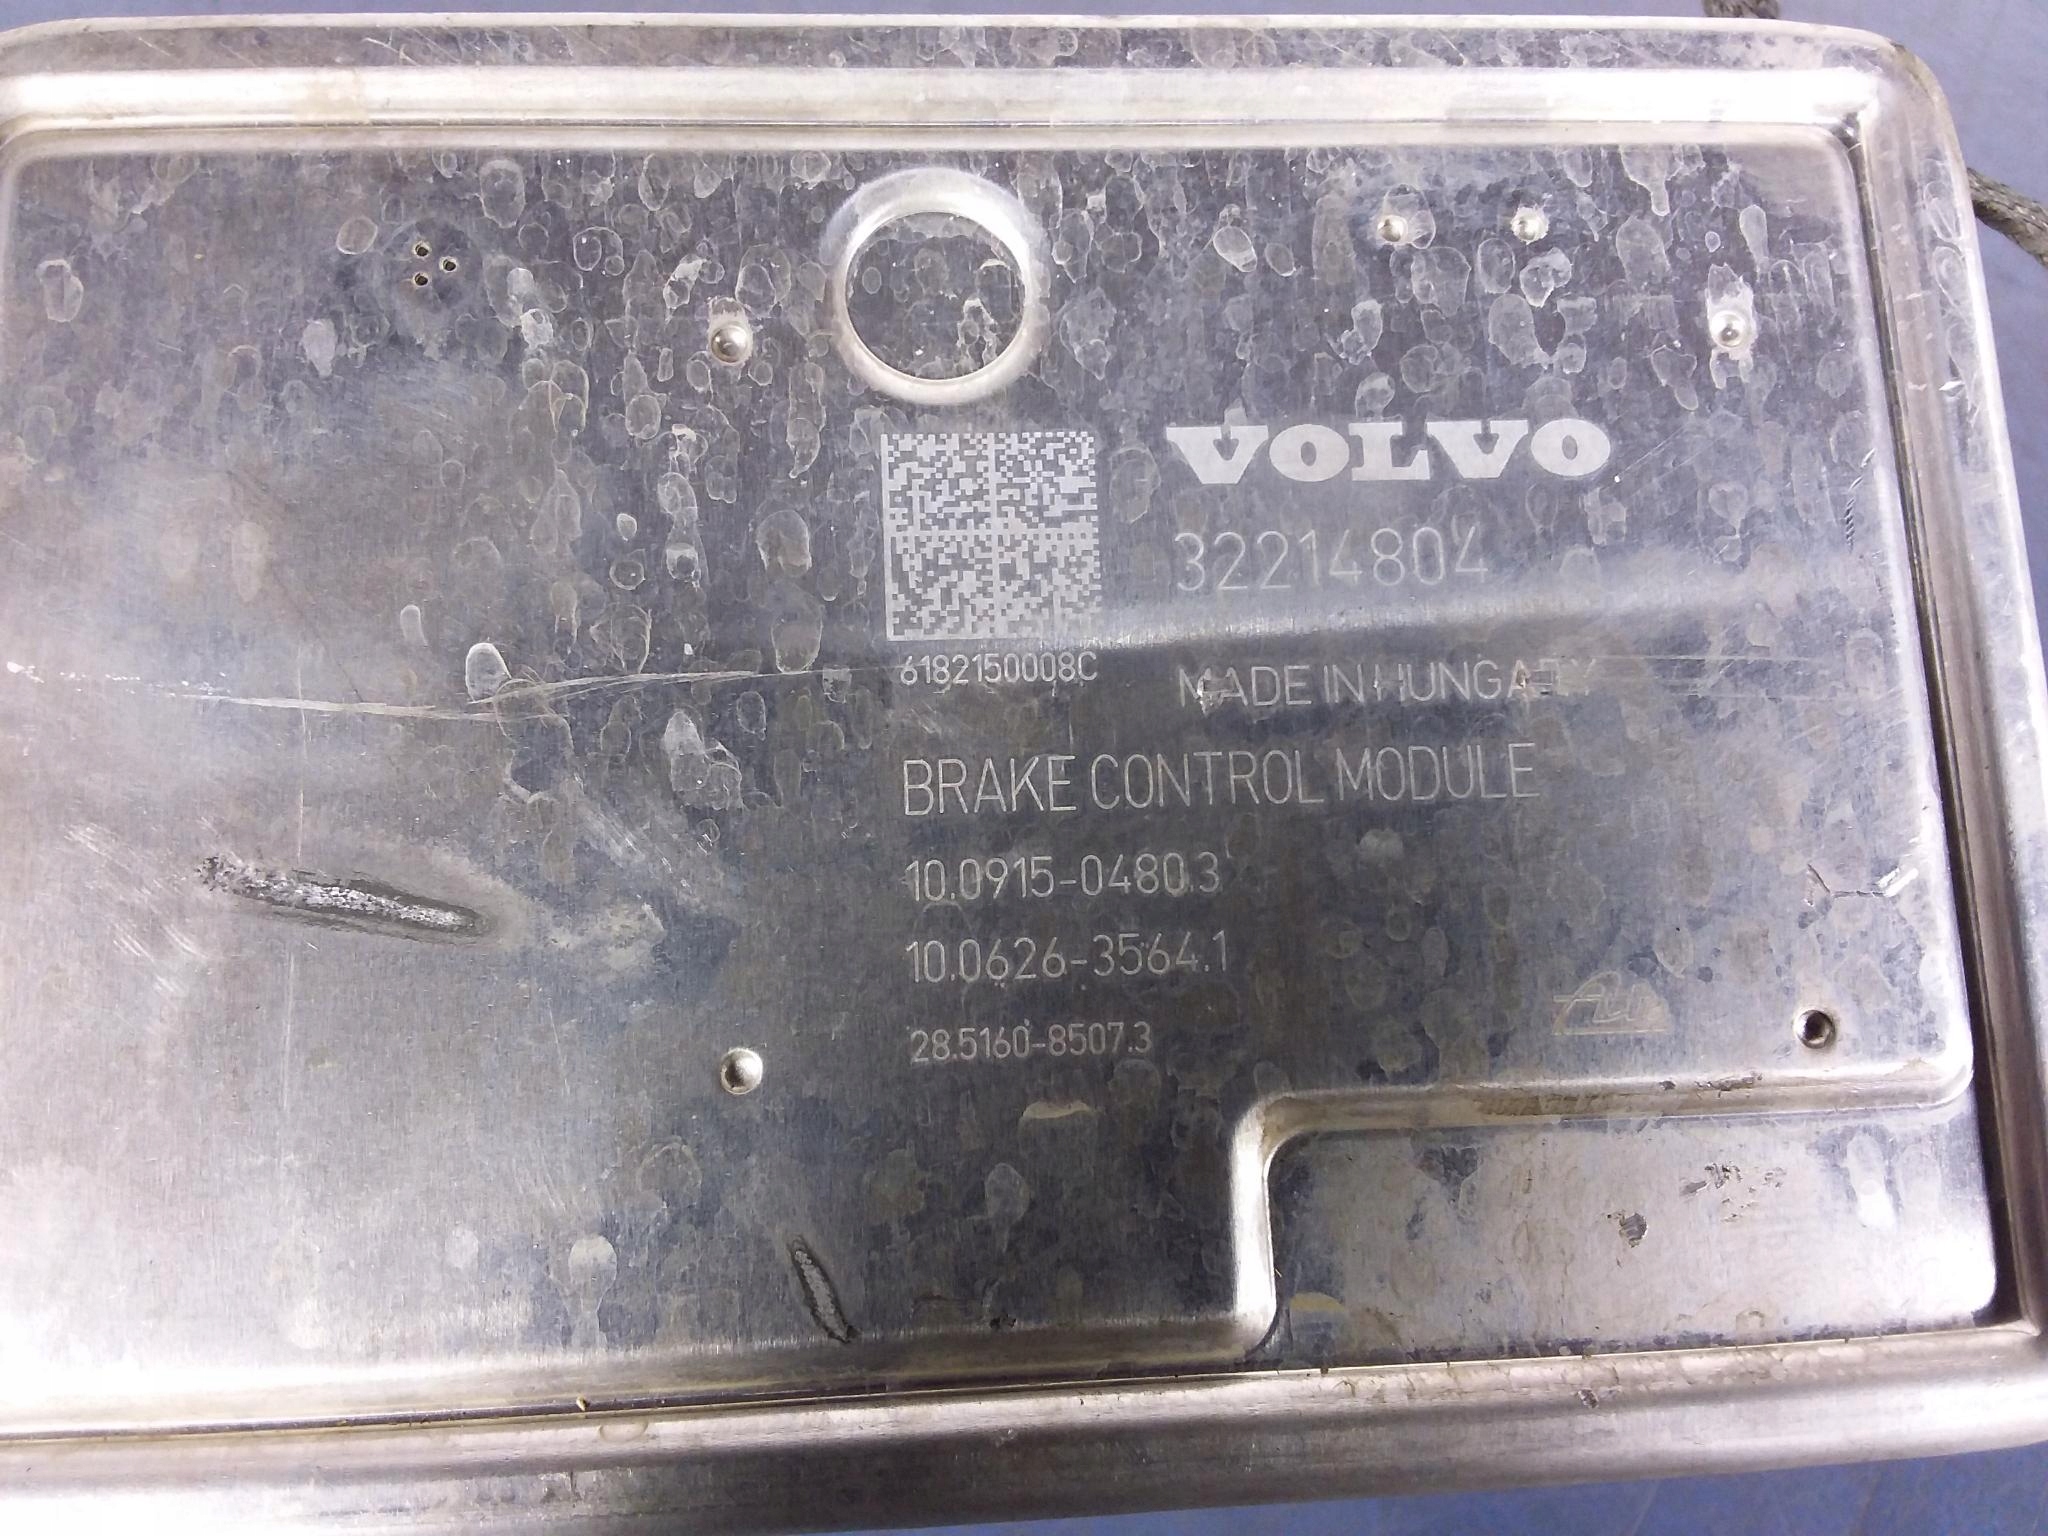 VOLVO
32214804
6182150008C
MADE IN HUNGARY
BRAKE CONTROL MODULE
10.0915-0480.3
10.0626-3564.1
28.5160-8507.3